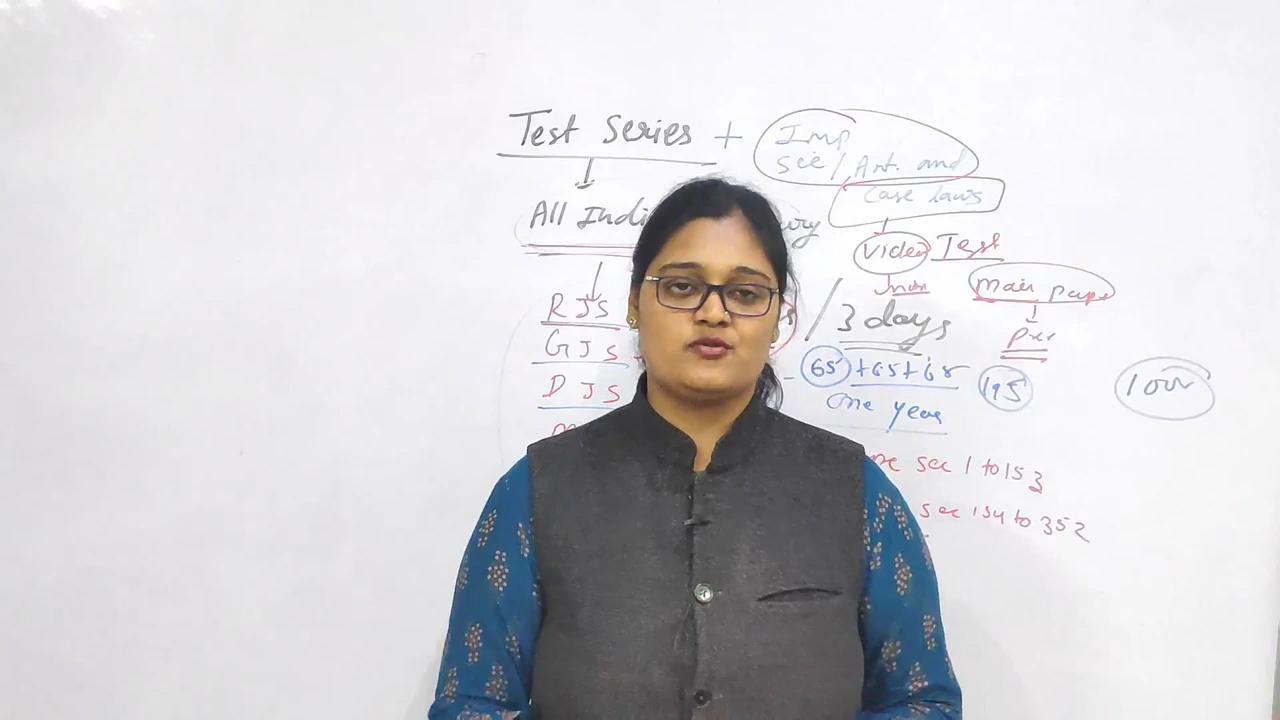 Test Series + Imp
Sec/Art. and
Case laws
All Indi
Video Test
Main paper
RJS
/ 3 days
Pre
GJS
65 + 65 + 65
195
1000
DJS
One year
sec 1 to 153
sec 154 to 352